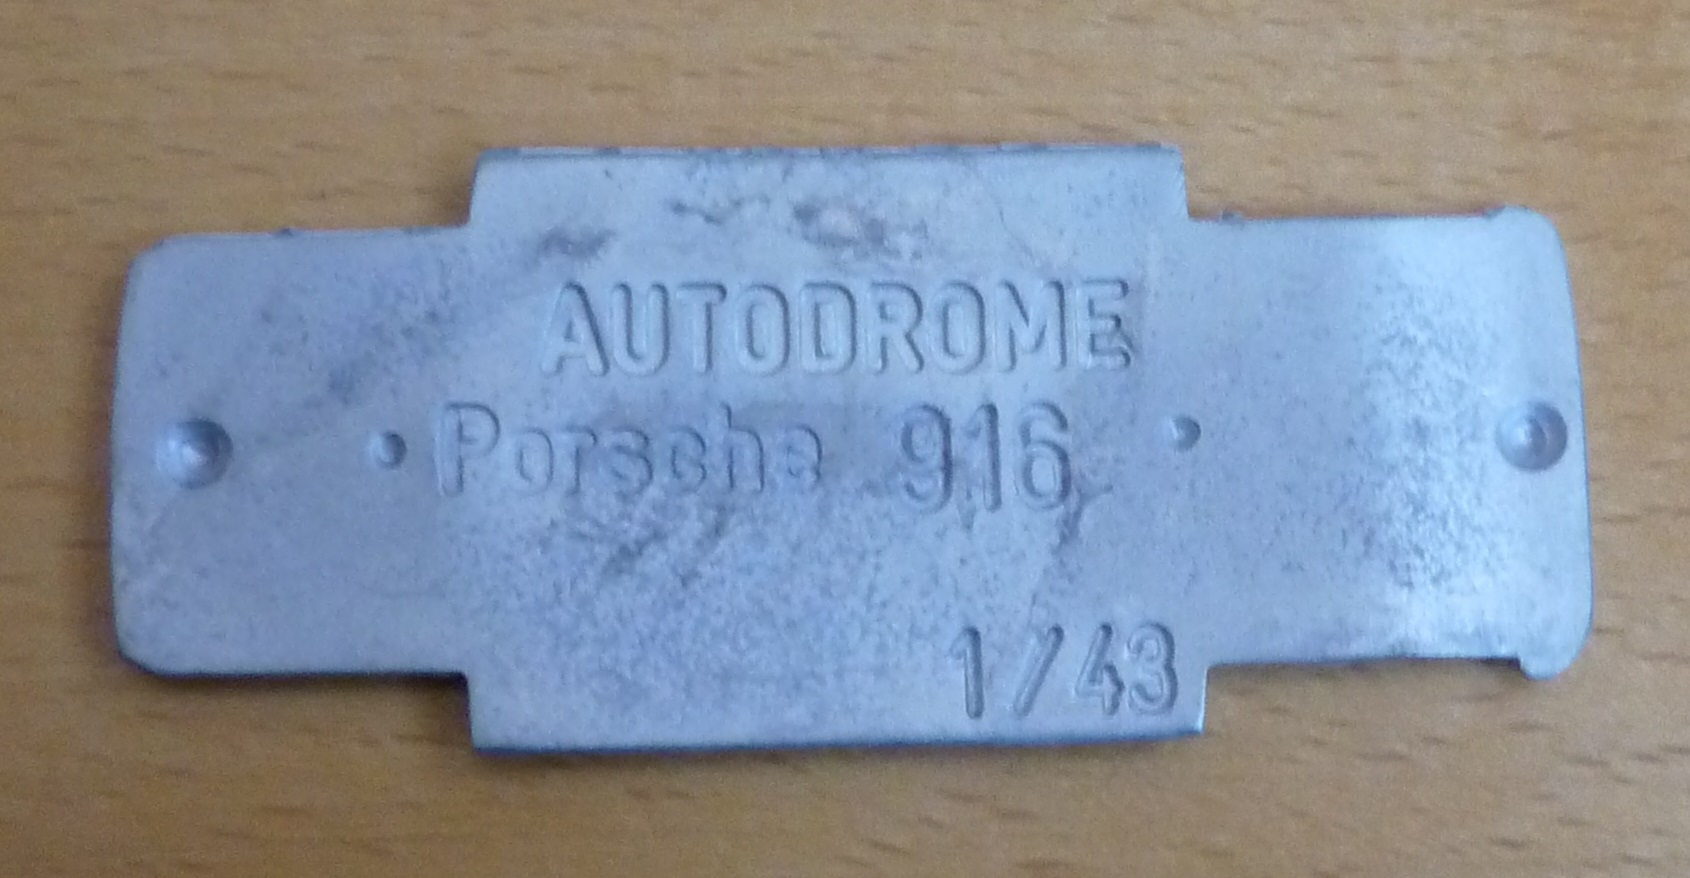 AUTODROME
Porsche 916
1/43